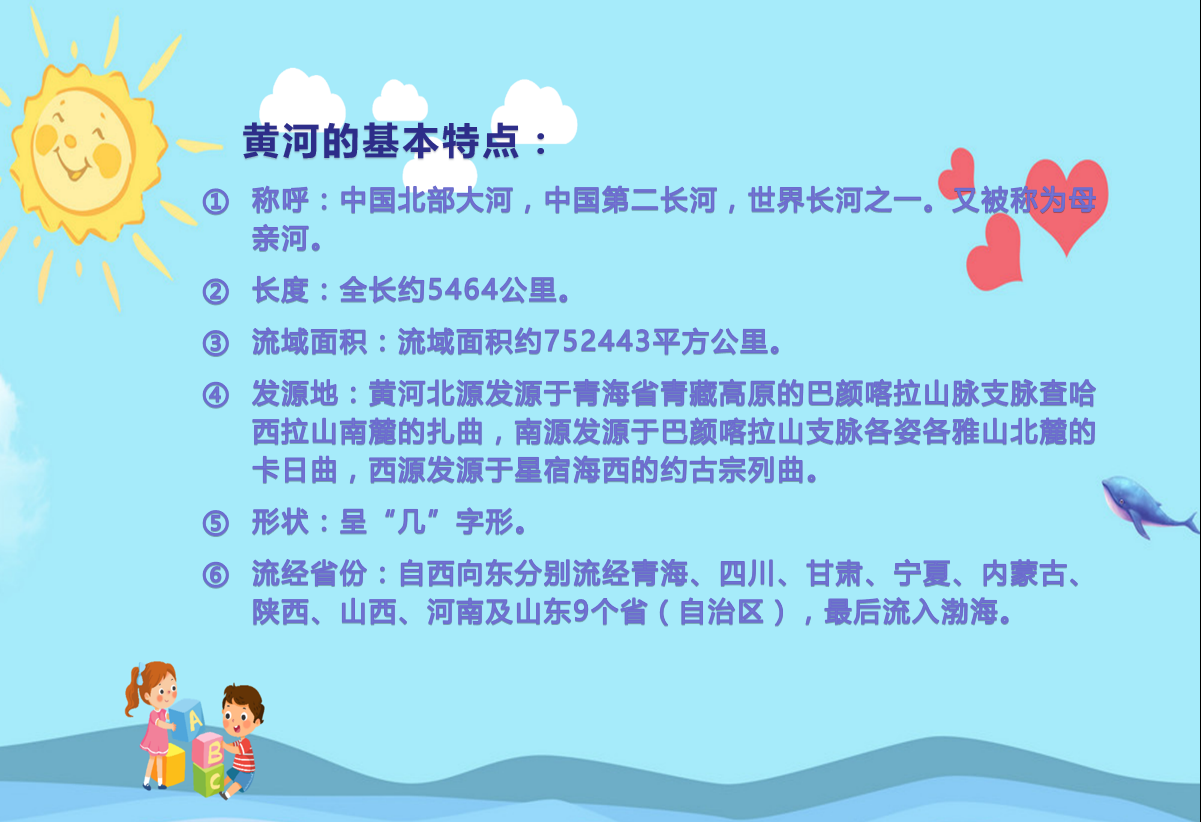 黄河的基本特点：
① 称呼：中国北部大河，中国第二长河，世界长河之一。又被称为母
亲河。
② 长度：全长约5464公里。
③ 流域面积：流域面积约752443平方公里。
④ 发源地：黄河北源发源于青海省青藏高原的巴颜喀拉山脉支脉查哈
西拉山南麓的扎曲，南源发源于巴颜喀拉山支脉各姿各雅山北麓的
卡日曲，西源发源于星宿海西的约古宗列曲。
⑤ 形状：呈“几”字形。
⑥ 流经省份：自西向东分别流经青海、四川、甘肃、宁夏、内蒙古、
陕西、山西、河南及山东9个省（自治区），最后流入渤海。
A
B
C